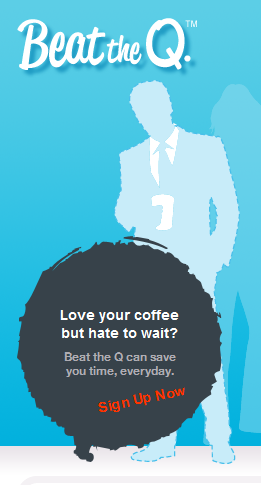 Beat the Q.™
Love your coffee
but hate to wait?
Beat the Q can save
you time, everyday.
Sign Up Now